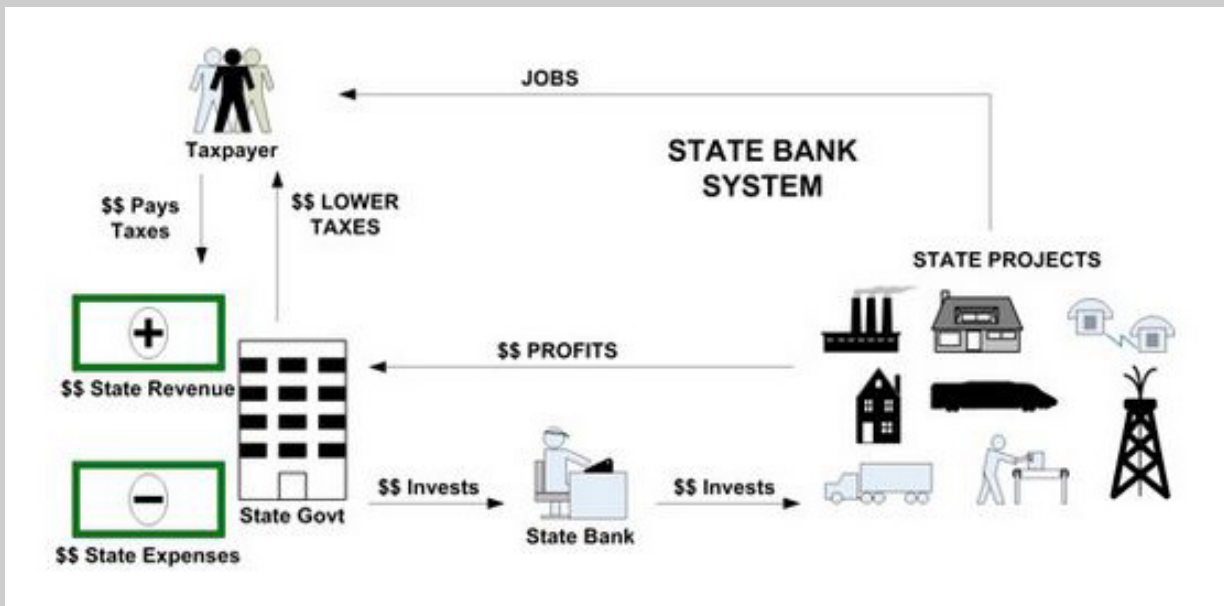 JOBS
STATE BANK
SYSTEM
Taxpayer
$$ Pays
Taxes
$$ LOWER
TAXES
STATE PROJECTS
$$ PROFITS
$$ State Revenue
$$ Invests
$$ Invests
State Govt
State Bank
$$ State Expenses